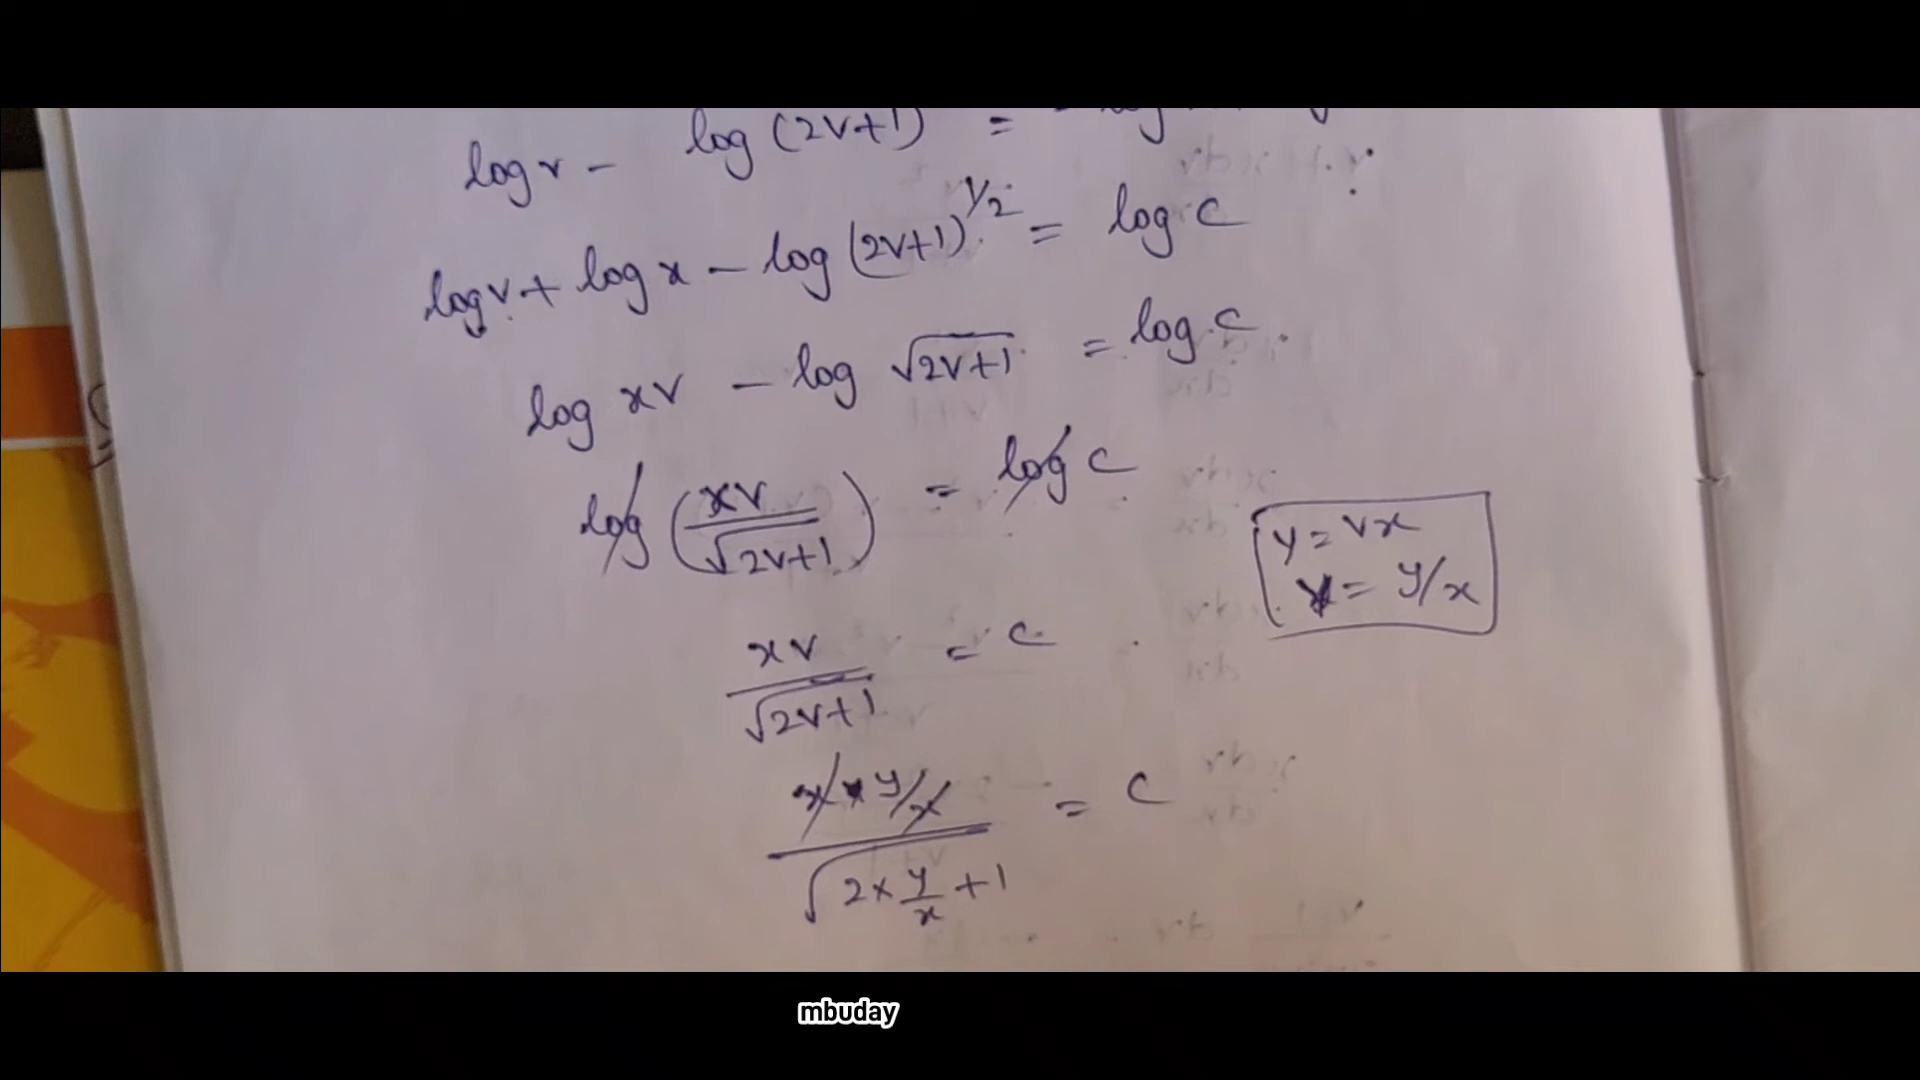 log v - log (2v+1) =
log v + log x - log (2v+1)^1/2 = log c
log xv - log √2v+1 = log c
log (xv/√2v+1) = log c
y = vx
v = y/x
xv/√2v+1 = c
x × y/x / √2×y/x+1 = c
mbuday